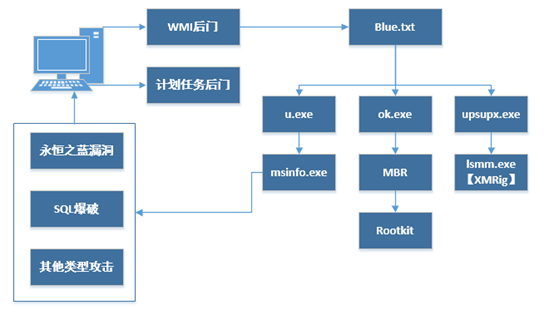 WMI后门
Blue.txt
计划任务后门
u.exe
ok.exe
upsupx.exe
永恒之蓝漏洞
msinfo.exe
MBR
lsmm.exe
【XMRig】
SQL爆破
Rootkit
其他类型攻击